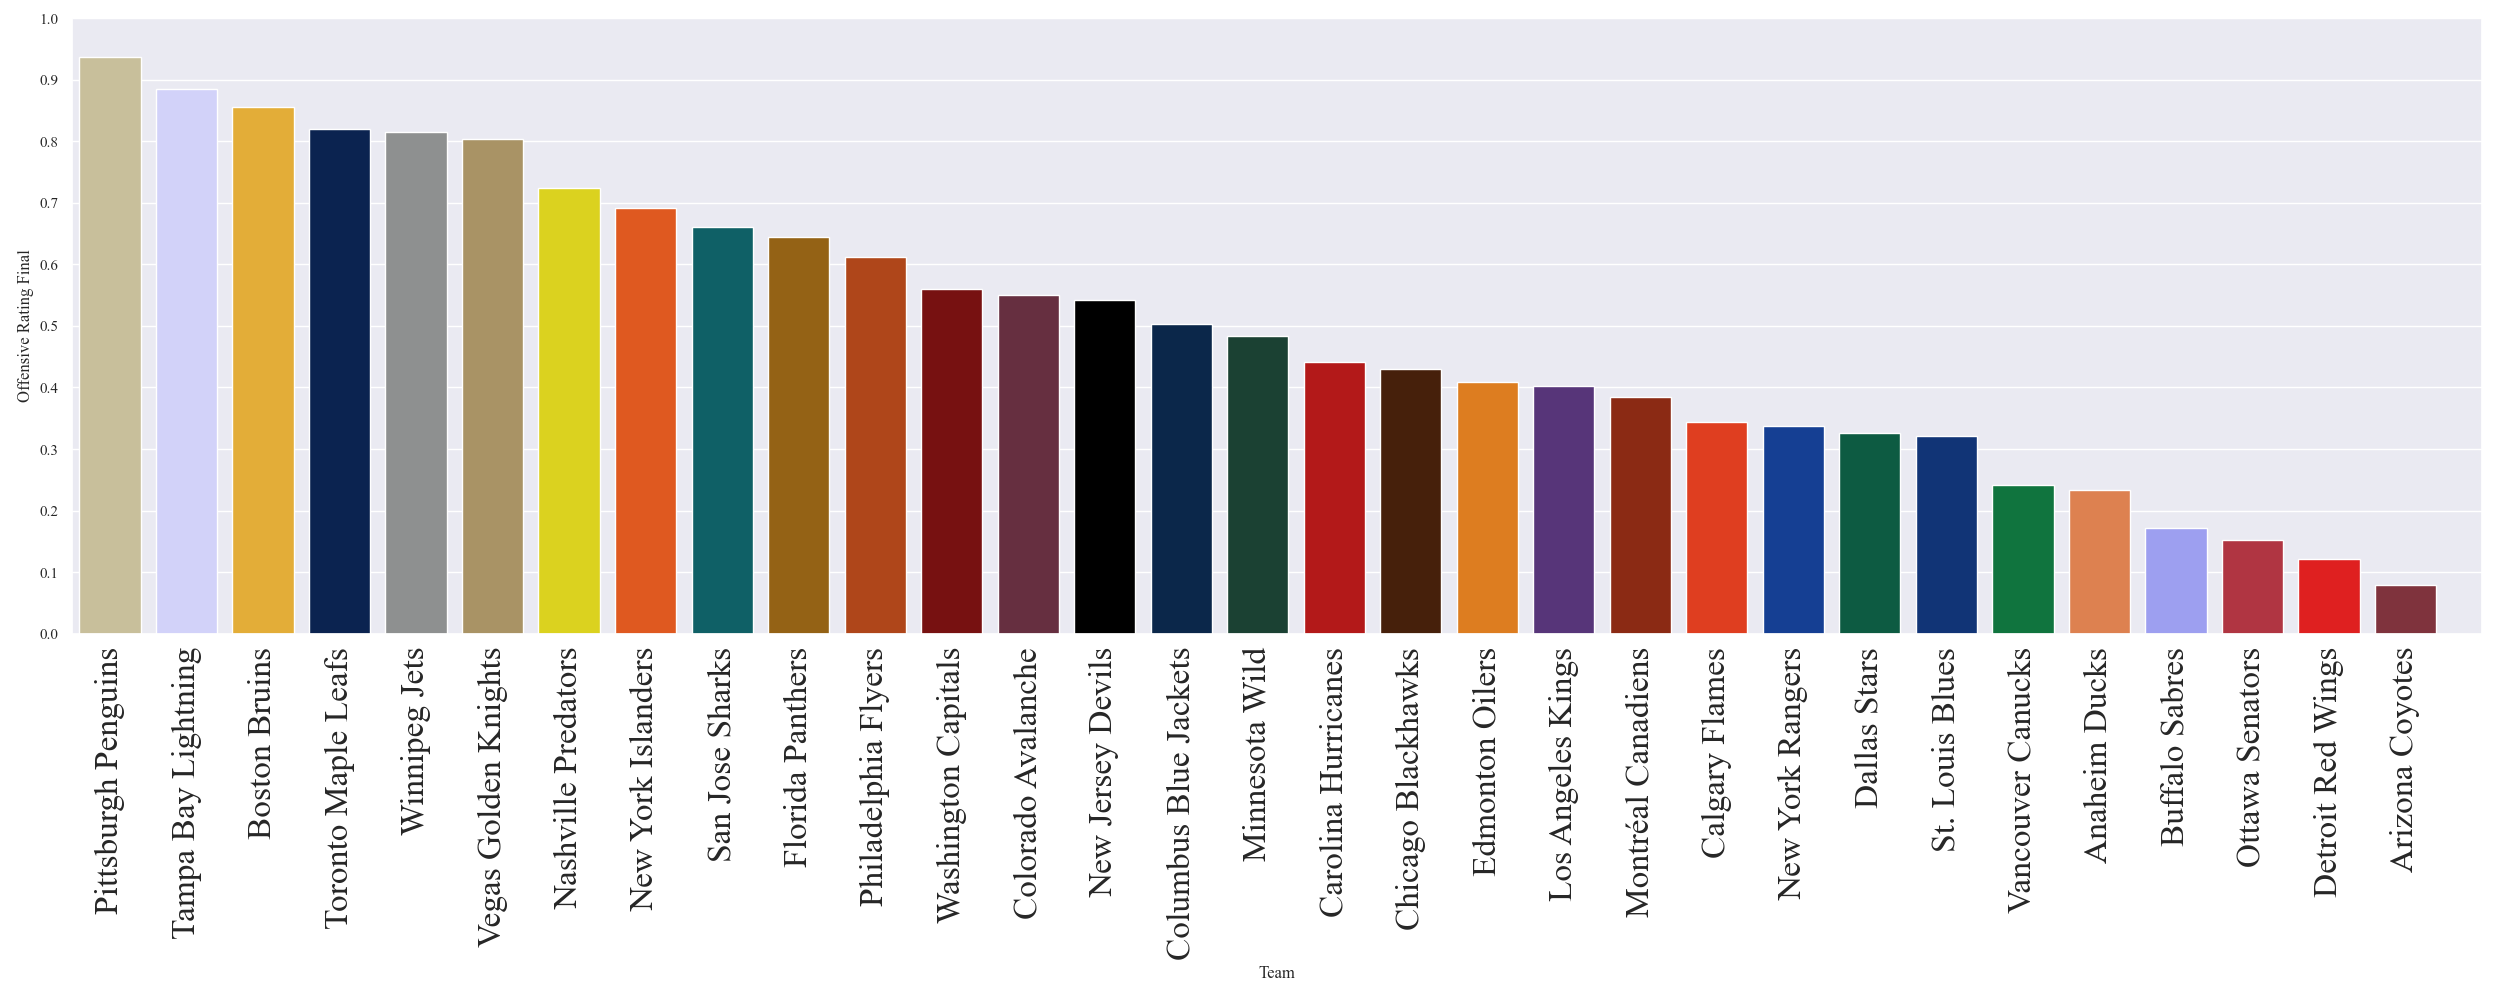 1.0
0.9
0.8
0.7
0.6
0.5
0.4
0.3
0.2
0.1
0.0
Offensive Rating Final
Pittsburgh Penguins
Tampa Bay Lightning
Boston Bruins
Toronto Maple Leafs
Winnipeg Jets
Vegas Golden Knights
Nashville Predators
New York Islanders
San Jose Sharks
Florida Panthers
Philadelphia Flyers
Washington Capitals
Colorado Avalanche
New Jersey Devils
Columbus Blue Jackets
Minnesota Wild
Carolina Hurricanes
Chicago Blackhawks
Edmonton Oilers
Los Angeles Kings
Montréal Canadiens
Calgary Flames
New York Rangers
Dallas Stars
St. Louis Blues
Vancouver Canucks
Anaheim Ducks
Buffalo Sabres
Ottawa Senators
Detroit Red Wings
Arizona Coyotes
Team